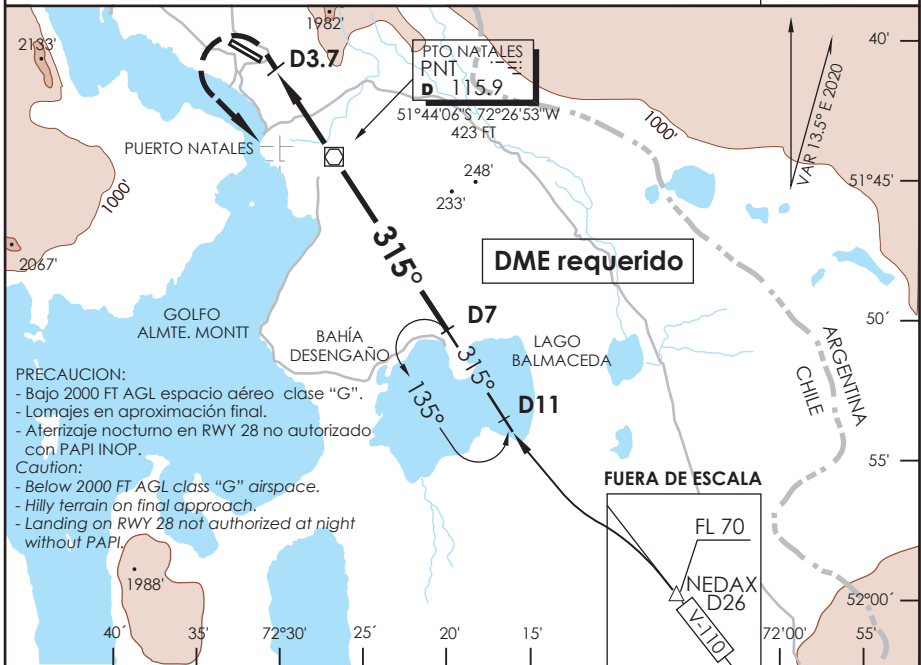 1982'
2133'
D3.7
PTO NATALES
PNT
D 115.9
51°44'06"S 72°26'53"W
423 FT
40'
VAR 13.5° E 2020
1000'
PUERTO NATALES
248'
233'
51°45'
1000'
2067'
315°
DME requerido
GOLFO
ALMTE. MONTT
BAHÍA
DESENGAÑO
D7
LAGO
BALMACEDA
50´
ARGENTINA
CHILE
315°
135°
D11
PRECAUCION:
- Bajo 2000 FT AGL espacio aéreo clase "G".
- Lomajes en aproximación final.
- Aterrizaje nocturno en RWY 28 no autorizado
con PAPI INOP.
Caution:
- Below 2000 FT AGL class "G" airspace.
- Hilly terrain on final approach.
- Landing on RWY 28 not authorized at night
without PAPI.
55'
FUERA DE ESCALA
FL 70
NEDAX
D26
V-110
1988'
52°00´
40´
35'
72°30'
25'
20'
15'
72°00'
55'